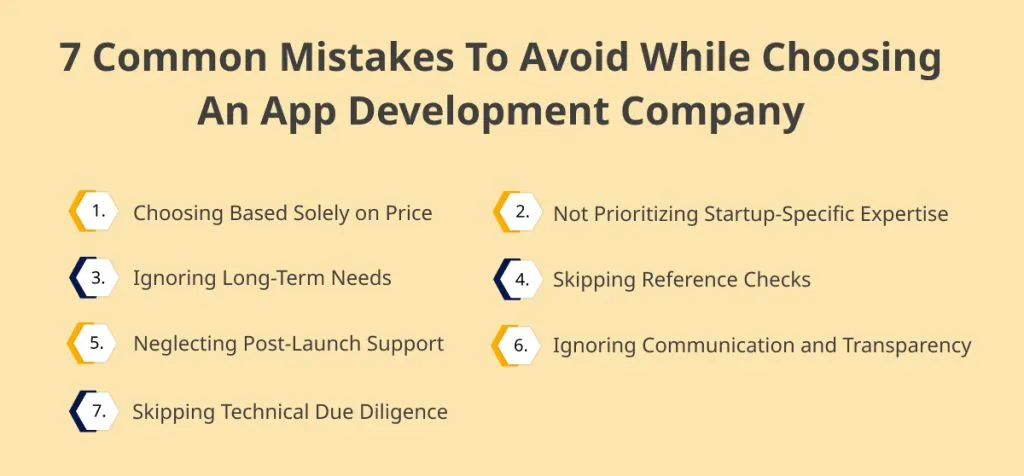 7 Common Mistakes To Avoid While Choosing
An App Development Company
1. Choosing Based Solely on Price
2. Not Prioritizing Startup-Specific Expertise
3. Ignoring Long-Term Needs
4. Skipping Reference Checks
5. Neglecting Post-Launch Support
6. Ignoring Communication and Transparency
7. Skipping Technical Due Diligence